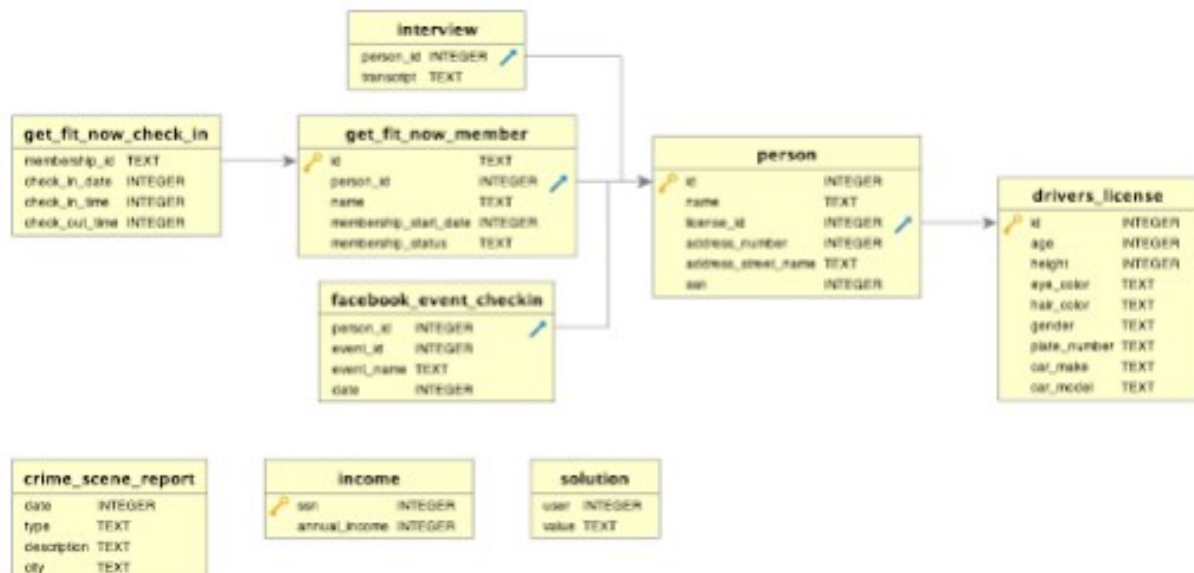 interview
person_id INTEGER
transcript TEXT
get_fit_now_check_in
membership_id TEXT
check_in_date INTEGER
check_in_time INTEGER
check_out_time INTEGER
get_fit_now_member
id TEXT
person_id INTEGER
name TEXT
membership_start_date INTEGER
membership_status TEXT
facebook_event_checkin
person_id INTEGER
event_id INTEGER
event_name TEXT
date INTEGER
person
id INTEGER
name TEXT
license_id INTEGER
address_number INTEGER
address_street_name TEXT
ssn INTEGER
drivers_license
id INTEGER
age INTEGER
height INTEGER
eye_color TEXT
hair_color TEXT
gender TEXT
plate_number TEXT
car_make TEXT
car_model TEXT
crime_scene_report
date INTEGER
type TEXT
description TEXT
city TEXT
income
ssn INTEGER
annual_income INTEGER
solution
user INTEGER
value TEXT